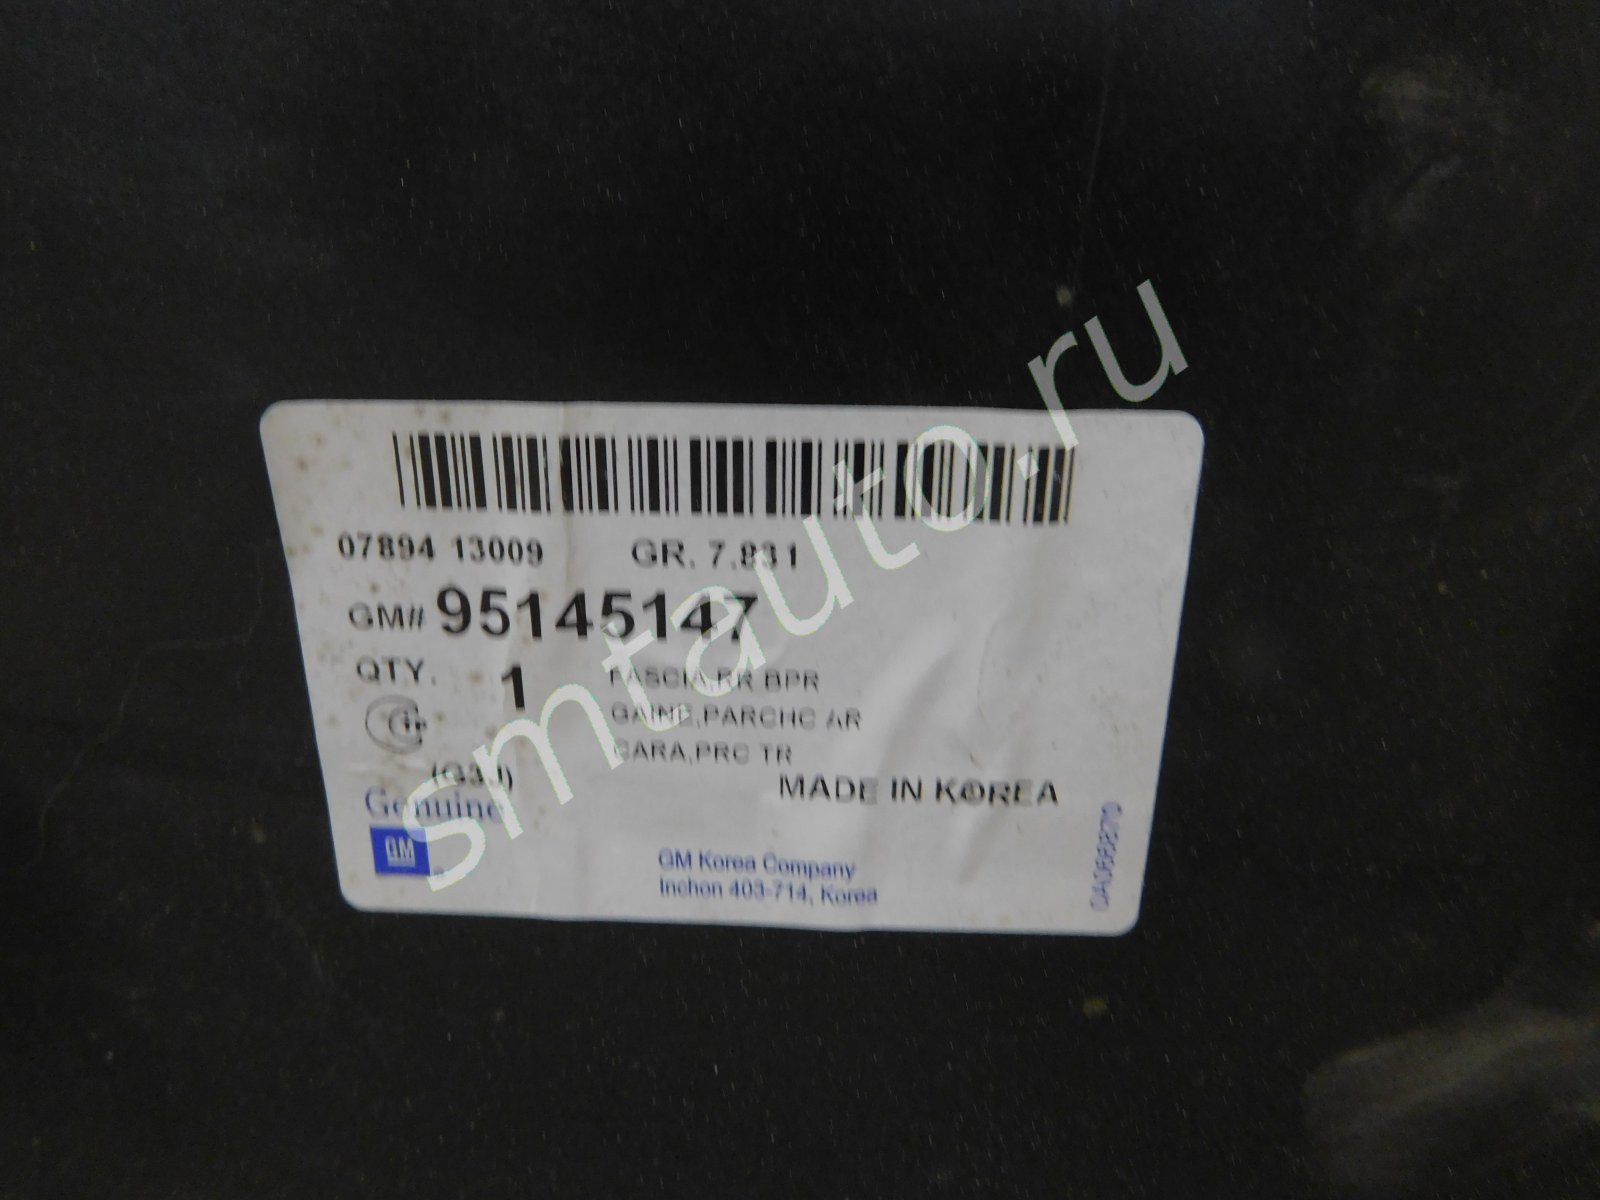 07894 13009 GR. 7.831
GM# 95145147
QTY. 1 FASCIA,RR BPR
GAINE,PARCHC AR
CARA,PRC TR
(G3J)
MADE IN KOREA
Genuine
GM
GM Korea Company
Inchon 403-714, Korea
smtauto.ru